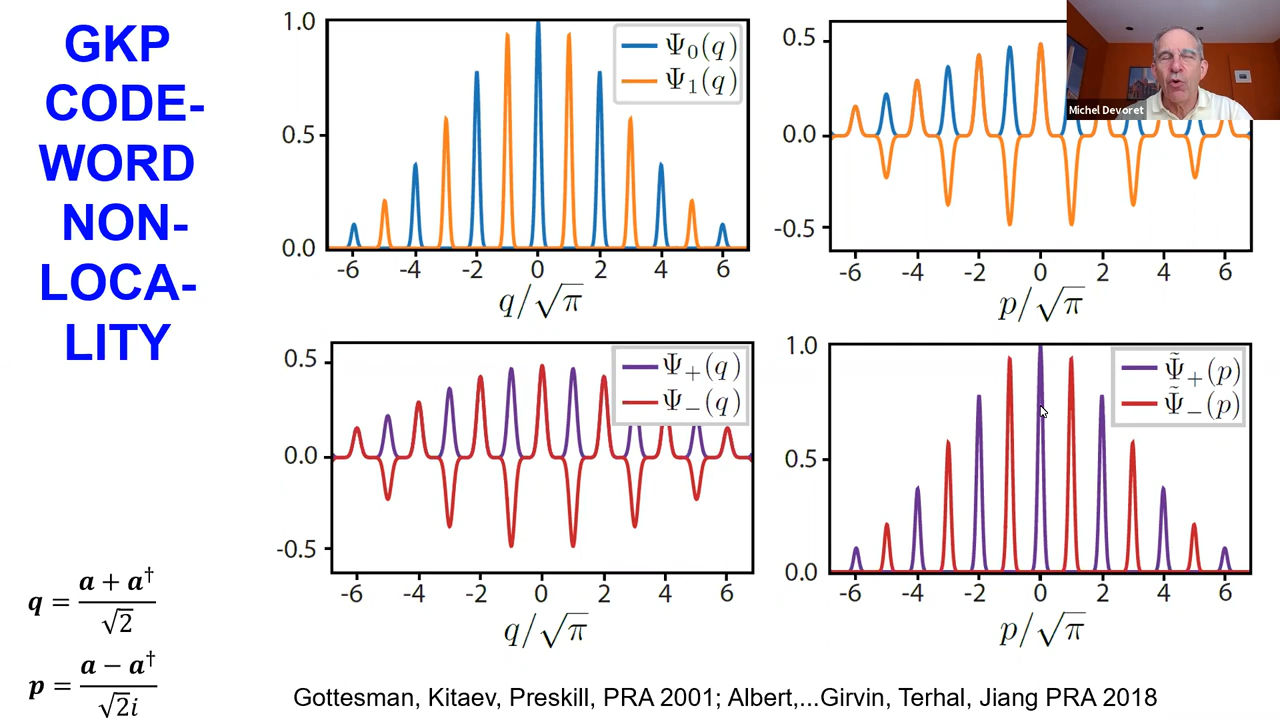 GKP
CODE-
WORD
NON-
LOCA-
LITY
1.0
0.5
0.0
-6 -4 -2 0 2 4 6
q/√π
Ψ₀(q)
Ψ₁(q)
0.5
0.0
-0.5
-6 -4 -2 0 2 4 6
p/√π
Michel Devoret
0.5
0.0
-0.5
-6 -4 -2 0 2 4 6
q/√π
Ψ₊(q)
Ψ₋(q)
1.0
0.5
0.0
-6 -4 -2 0 2 4 6
p/√π
Ψ̃₊(p)
Ψ̃₋(p)
q = (a + a†)/√2
p = (a − a†)/(√2i)
Gottesman, Kitaev, Preskill, PRA 2001; Albert,...Girvin, Terhal, Jiang PRA 2018